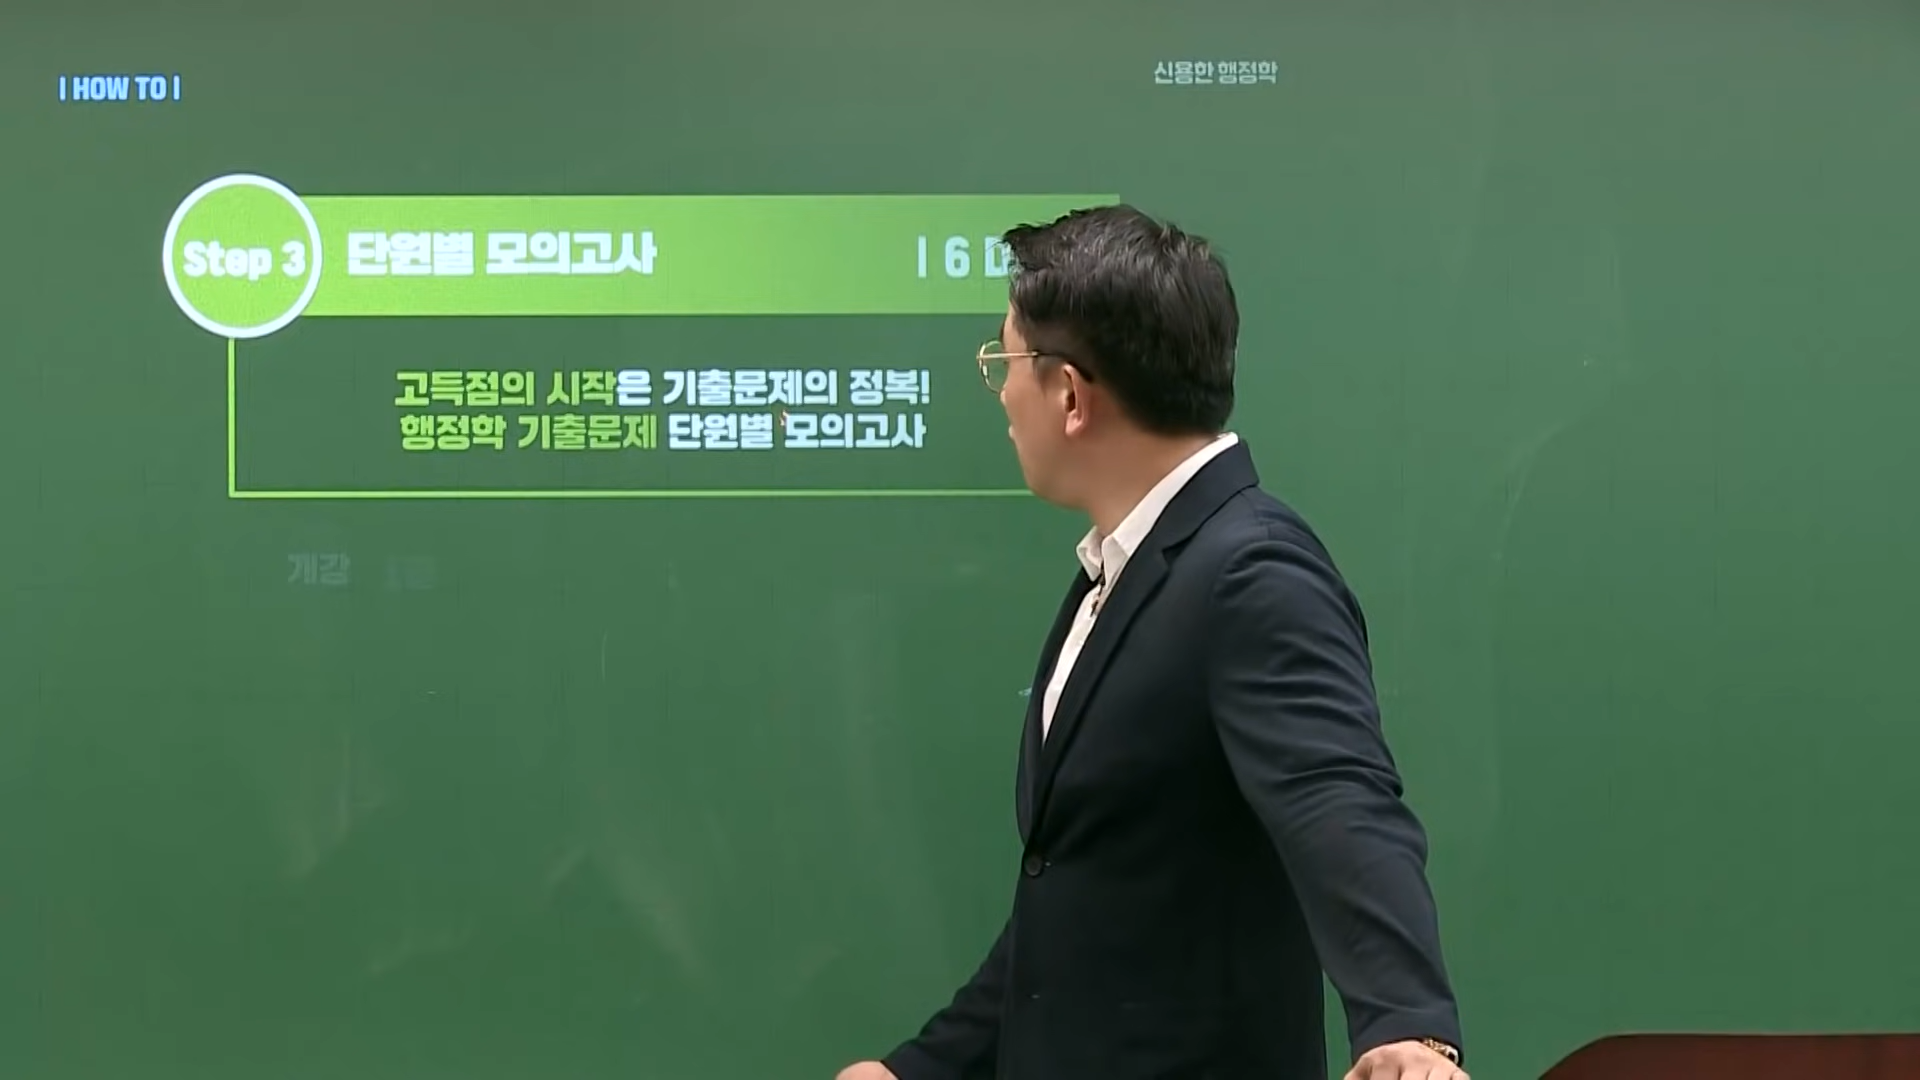 | HOW TO |
신용한 행정학
Step 3 단원별 모의고사 | 6
고득점의 시작은 기출문제의 정복!
행정학 기출문제 단원별 모의고사
개강